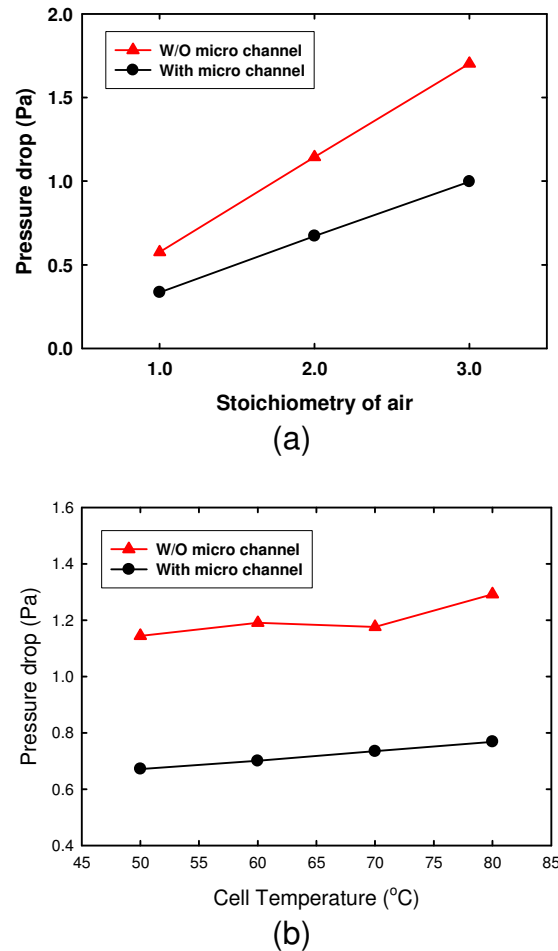 2.0
W/O micro channel
With micro channel
1.5
1.0
0.5
0.0
Pressure drop (Pa)
1.0 2.0 3.0
Stoichiometry of air
(a)
1.6
W/O micro channel
With micro channel
1.4
1.2
1.0
0.8
0.6
0.4
Pressure drop (Pa)
45 50 55 60 65 70 75 80 85
Cell Temperature (°C)
(b)